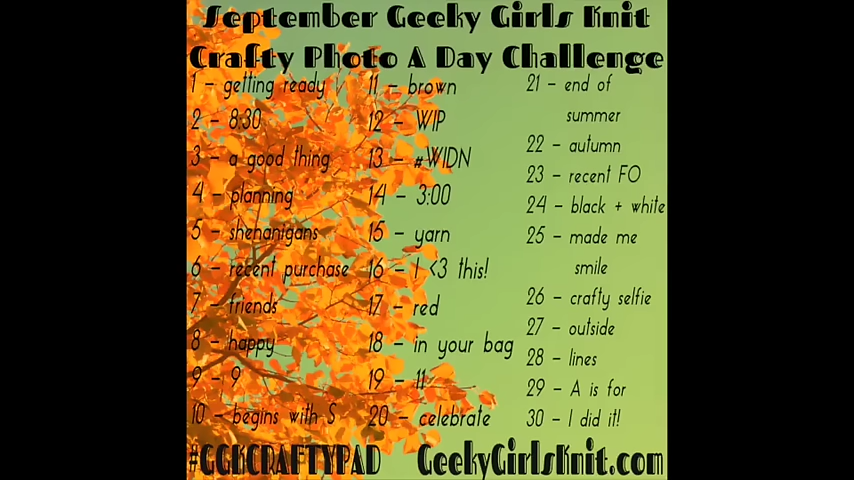 September Geeky Girls Knit
Crafty Photo A Day Challenge
1 - getting ready
2 - 8:30
3 - a good thing
4 - planning
5 - shenanigans
6 - recent purchase
7 - friends
8 - happy
9 - 9
10 - begins with S
11 - brown
12 - WIP
13 - #WIDN
14 - 3:00
15 - yarn
16 - I <3 this!
17 - red
18 - in your bag
19 - 11
20 - celebrate
21 - end of
summer
22 - autumn
23 - recent FO
24 - black + white
25 - made me
smile
26 - crafty selfie
27 - outside
28 - lines
29 - A is for
30 - I did it!
#GGKCRAFTYPAD
GeekyGirlsKnit.com